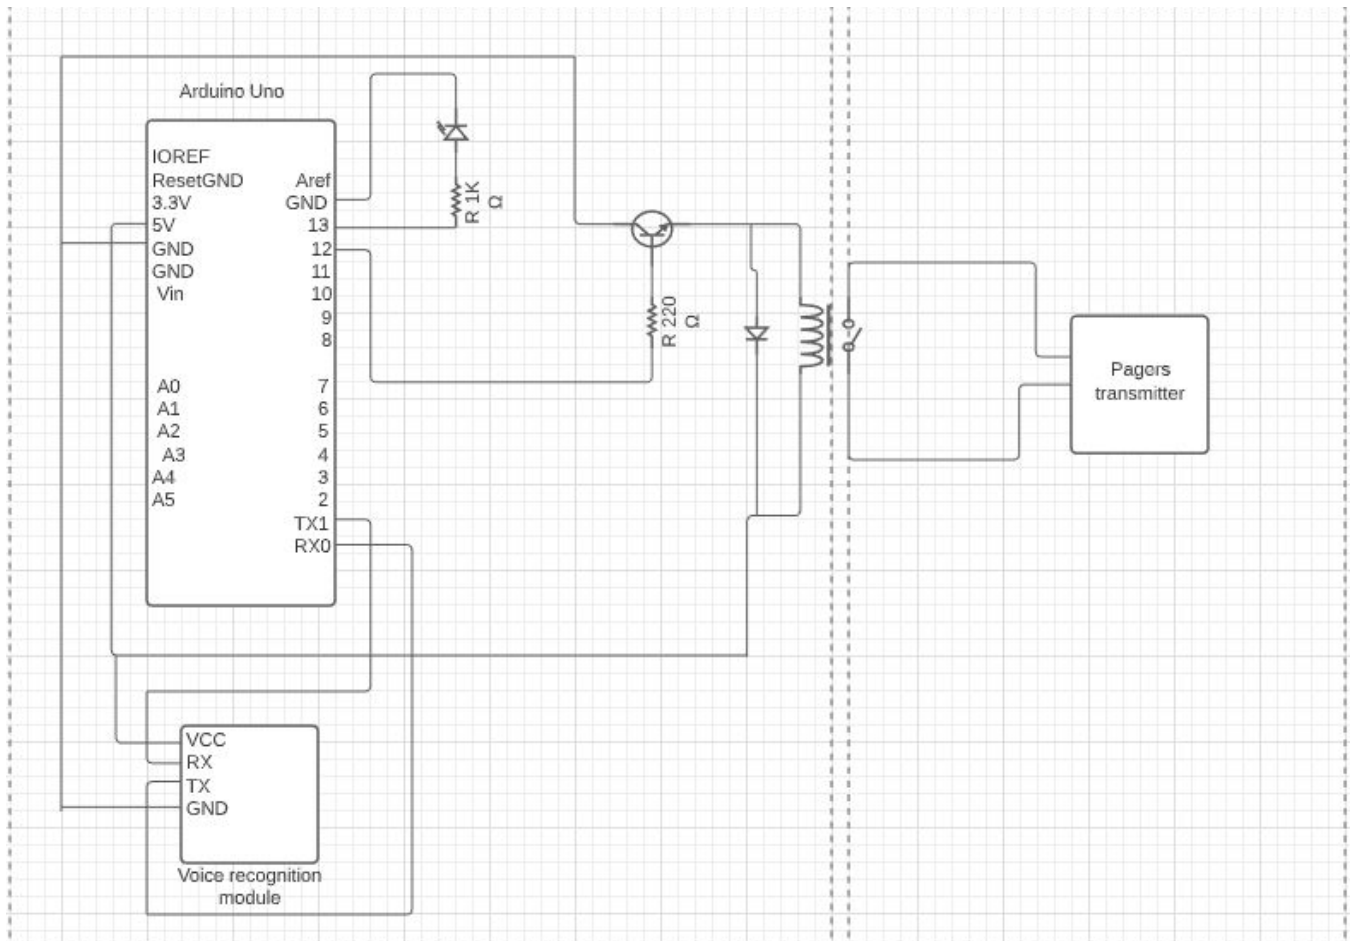 Arduino Uno
IOREF
ResetGND
3.3V
5V
GND
GND
Vin
A0
A1
A2
A3
A4
A5
Aref
GND
13
12
11
10
9
8
7
6
5
4
3
2
TX1
RX0
R 1K
Ω
R 220
Ω
Pagers
transmitter
VCC
RX
TX
GND
Voice recognition
module